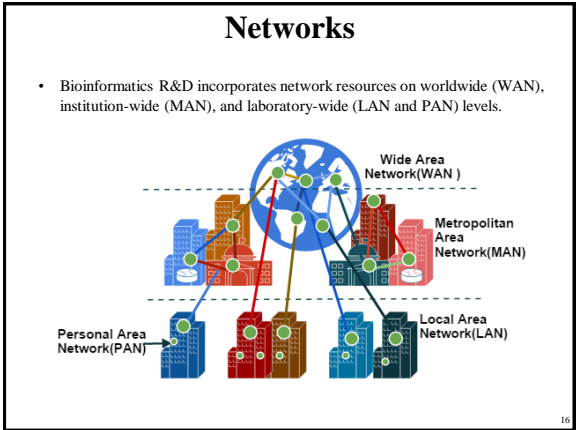 Networks
• Bioinformatics R&D incorporates network resources on worldwide (WAN),
institution-wide (MAN), and laboratory-wide (LAN and PAN) levels.
Wide Area
Network(WAN )
Metropolitan
Area
Network(MAN)
Local Area
Network(LAN)
Personal Area
Network(PAN)
16